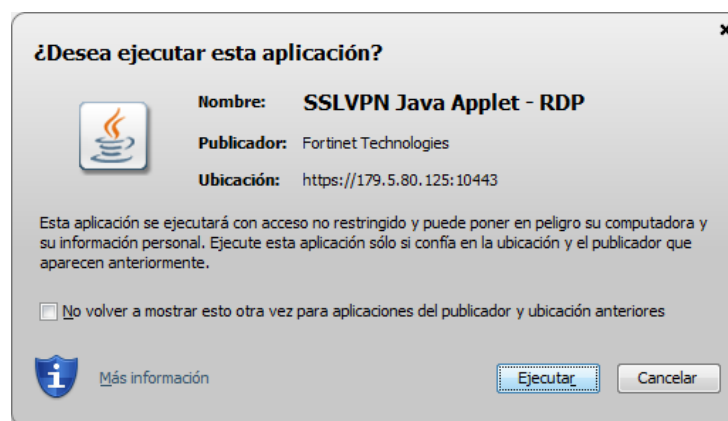 ¿Desea ejecutar esta aplicación?
Nombre: SSLVPN Java Applet - RDP
Publicador: Fortinet Technologies
Ubicación: https://179.5.80.125:10443
Esta aplicación se ejecutará con acceso no restringido y puede poner en peligro su computadora y
su información personal. Ejecute esta aplicación sólo si confía en la ubicación y el publicador que
aparecen anteriormente.
No volver a mostrar esto otra vez para aplicaciones del publicador y ubicación anteriores
Más información
Ejecutar
Cancelar